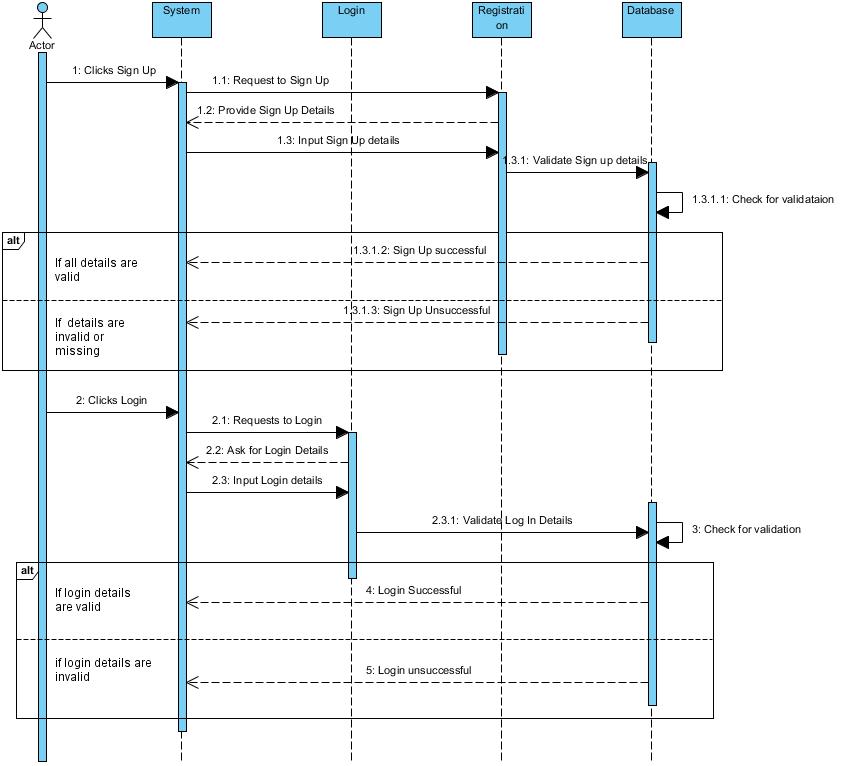 System
Login
Registrati
on
Database
Actor
1: Clicks Sign Up
1.1: Request to Sign Up
1.2: Provide Sign Up Details
1.3: Input Sign Up details
1.3.1: Validate Sign up details
1.3.1.1: Check for validataion
alt
1.3.1.2: Sign Up successful
If all details are
valid
1.3.1.3: Sign Up Unsuccessful
If details are
invalid or
missing
2: Clicks Login
2.1: Requests to Login
2.2: Ask for Login Details
2.3: Input Login details
2.3.1: Validate Log In Details
3: Check for validation
alt
If login details
are valid
4: Login Successful
if login details are
invalid
5: Login unsuccessful